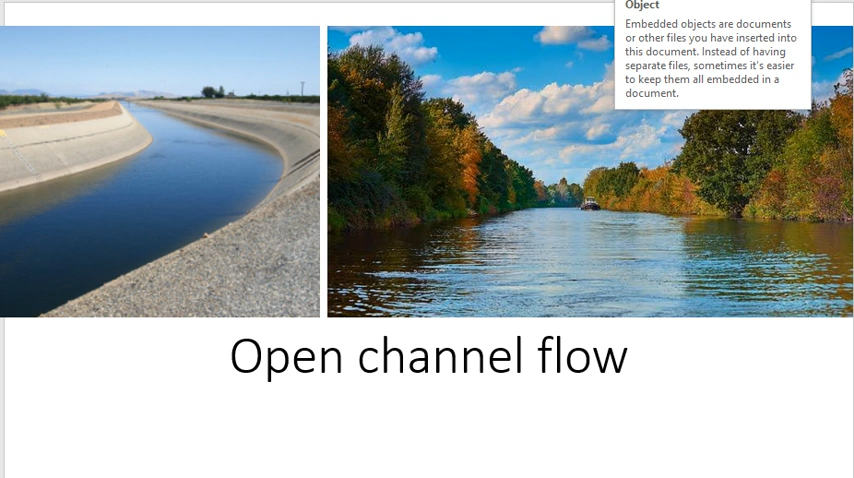 Object
Embedded objects are documents
or other files you have inserted into
this document. Instead of having
separate files, sometimes it's easier
to keep them all embedded in a
document.
Open channel flow